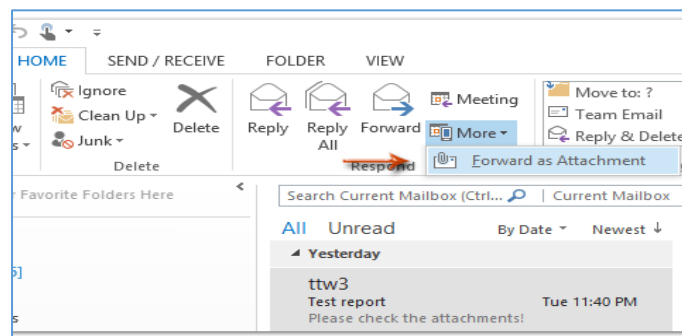 HOME SEND / RECEIVE FOLDER VIEW
Ignore
Clean Up
Junk
Delete
Reply
Reply All
Forward
Meeting
More
Move to: ?
Team Email
Reply & Delete
Delete
Respond
Forward as Attachment
Favorite Folders Here
Search Current Mailbox (Ctrl... Current Mailbox
All Unread By Date Newest
Yesterday
ttw3
Test report Tue 11:40 PM
Please check the attachments!